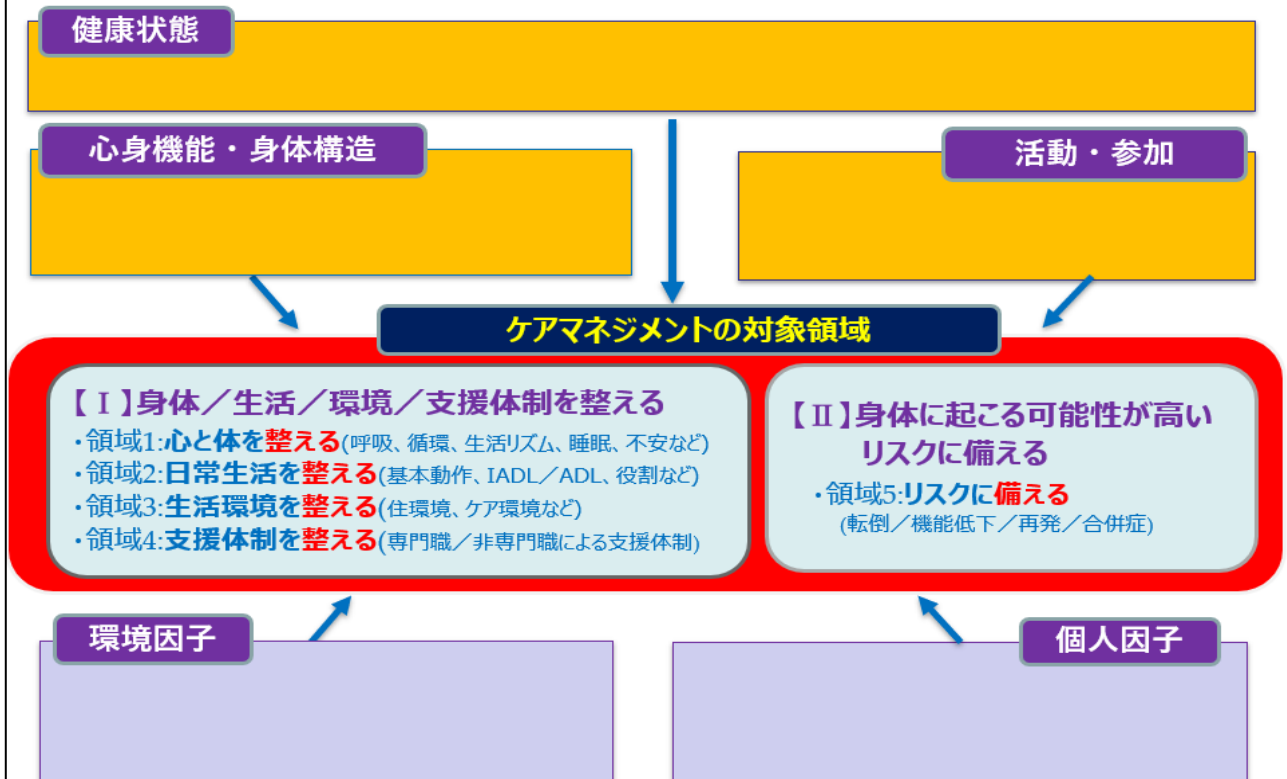 健康状態
心身機能・身体構造
活動・参加
ケアマネジメントの対象領域
【Ⅰ】身体／生活／環境／支援体制を整える
・領域1:心と体を整える(呼吸、循環、生活リズム、睡眠、不安など)
・領域2:日常生活を整える(基本動作、IADL／ADL、役割など)
・領域3:生活環境を整える(住環境、ケア環境など)
・領域4:支援体制を整える(専門職／非専門職による支援体制)
【Ⅱ】身体に起こる可能性が高い
リスクに備える
・領域5:リスクに備える
(転倒／機能低下／再発／合併症)
環境因子
個人因子